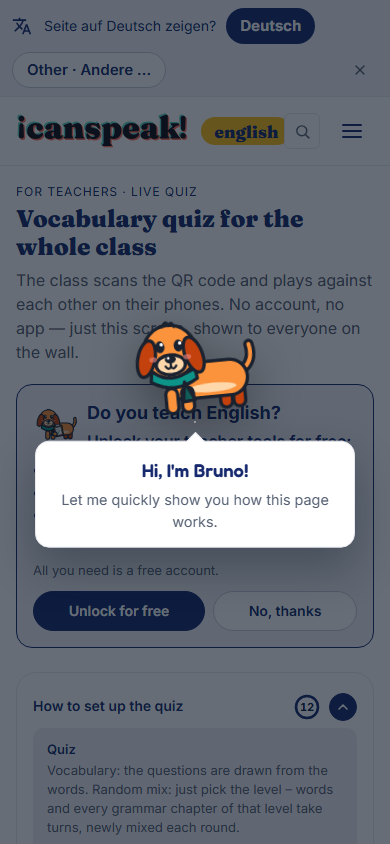 Seite auf Deutsch zeigen?
Deutsch
Other · Andere ...
icanspeak!
english
FOR TEACHERS · LIVE QUIZ
Vocabulary quiz for the
whole class
The class scans the QR code and plays against
each other on their phones. No account, no
app — just this shown to everyone on
the wall.
Do you teach English?
Hi, I'm Bruno!
Let me quickly show you how this page
works.
All you need is a free account.
Unlock for free
No, thanks
How to set up the quiz
12
Quiz
Vocabulary: the questions are drawn from the
words. Random mix: just pick the level – words
and every grammar chapter of that level take
turns, newly mixed each round.